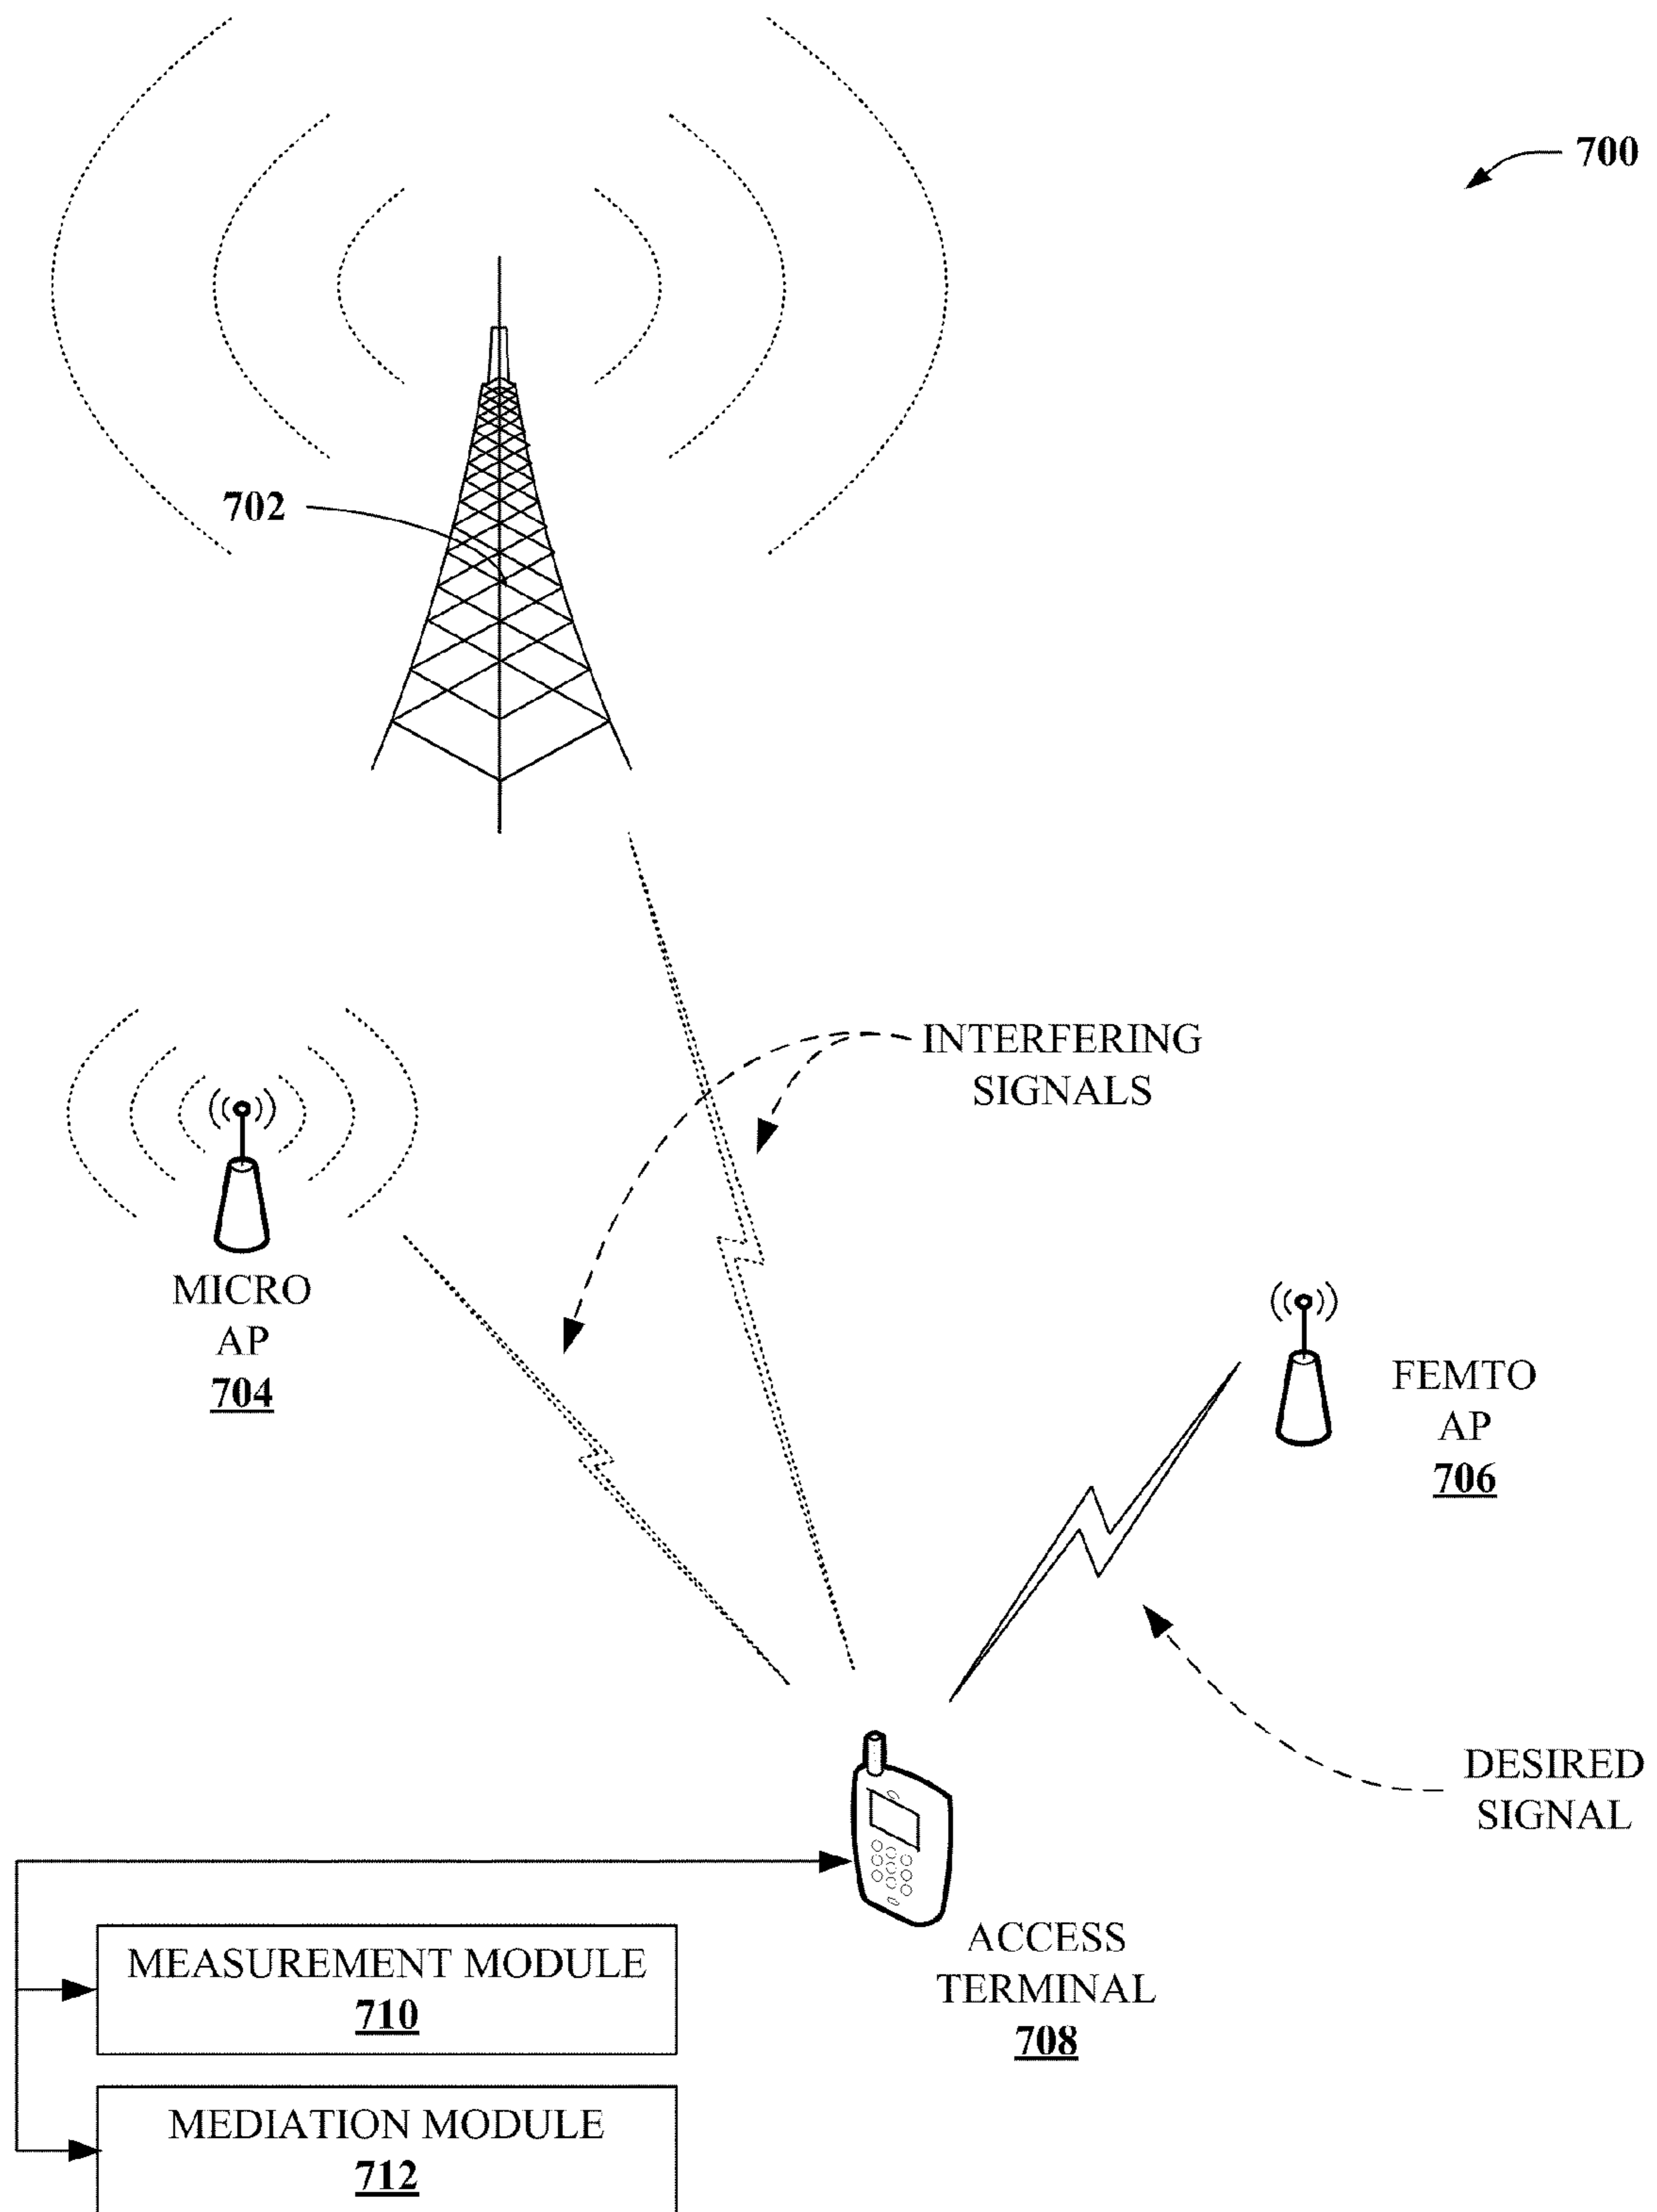 700
702
INTERFERING
SIGNALS
MICRO
AP
704
FEMTO
AP
706
DESIRED
SIGNAL
ACCESS
TERMINAL
708
MEASUREMENT MODULE
710
MEDIATION MODULE
712